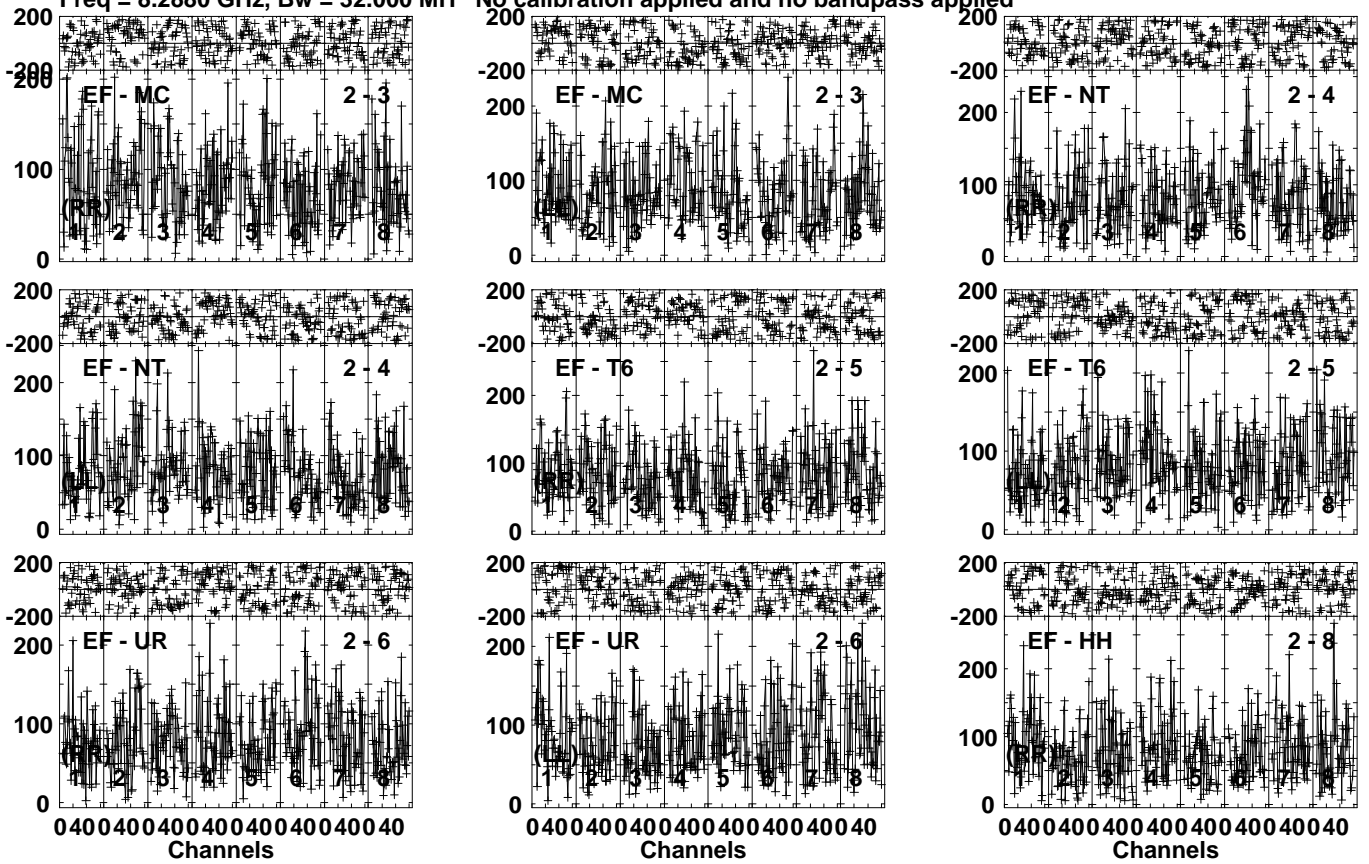 Freq = 8.2880 GHz, Bw = 32.000 MH No calibration applied and no bandpass applied
200 200 200
-200 -200 -200
200 EF - MC 2 - 3 EF - MC 2 - 3 EF - NT 2 - 4
200 200
100 100 100
(RR) (LL) (RR)
1 2 3 4 5 6 7 8 1 2 3 4 5 6 7 8 1 2 3 4 5 6 7 8
0 0 0
200 200 200
-200 -200 -200
EF - NT 2 - 4 EF - T6 2 - 5 EF - T6 2 - 5
200 200 200
100 100 100
(LL) (RR) (LL)
1 2 3 4 5 6 7 8 1 2 3 4 5 6 7 8 1 2 3 4 5 6 7 8
0 0 0
200 200 200
-200 -200 -200
EF - UR 2 - 6 EF - UR 2 - 6 EF - HH 2 - 8
200 200 200
100 100 100
(RR) (LL) (RR)
1 2 3 4 5 6 7 8 1 2 3 4 5 6 7 8 1 2 3 4 5 6 7 8
0 0 0
0 40 0 40 0 40 0 40 0 40 0 40 0 40 0 40 0 40 0 40 0 40 0 40 0 40 0 40 0 40 0 40 0 40 0 40 0 40 0 40 0 40 0 40 0 40 0 40
Channels Channels Channels